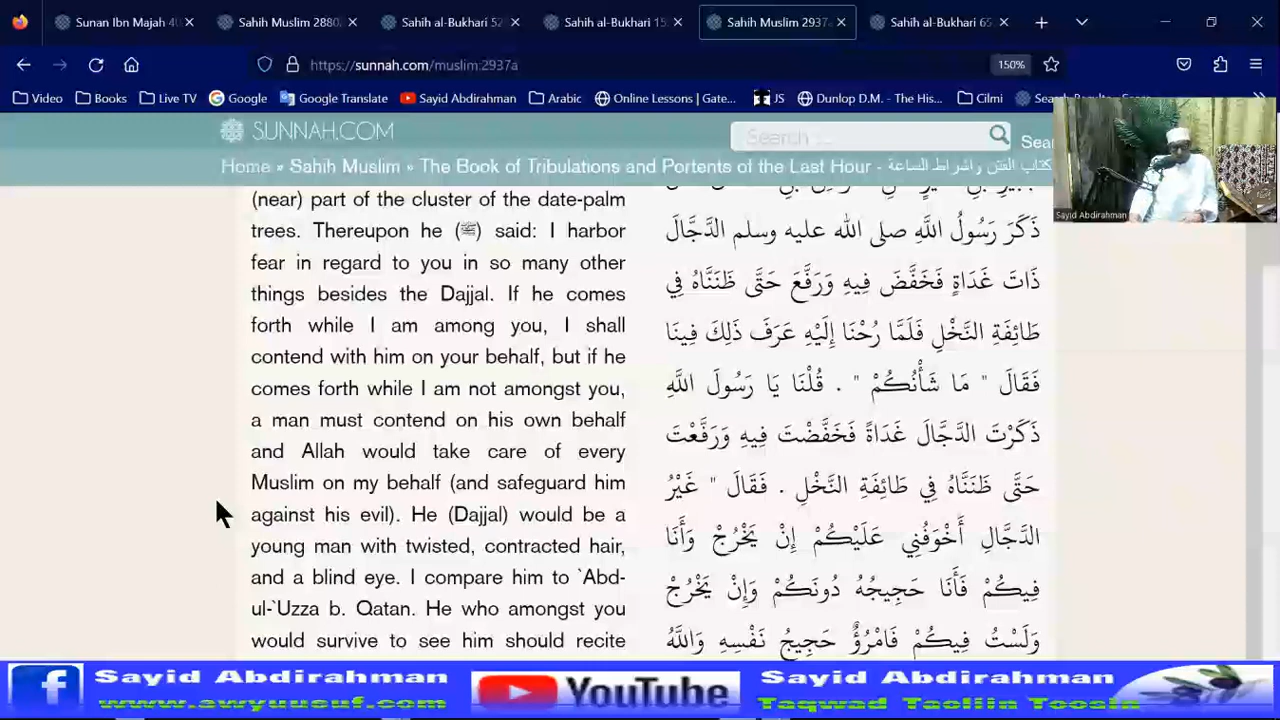 Sunan Ibn Majah 40
Sahih Muslim 2880
Sahih al-Bukhari 52
Sahih al-Bukhari 15
Sahih Muslim 2937a
Sahih al-Bukhari 65
https://sunnah.com/muslim:2937a
150%
Video
Books
Live TV
Google
Google Translate
Sayid Abdirahman
Arabic
Online Lessons | Gate...
JS
Dunlop D.M. - The His...
Cilmi
SUNNAH.COM
Search
Sear
Home » Sahih Muslim » The Book of Tribulations and Portents of the Last Hour - كتاب الفتن وأشراط الساعة
Sayid Abdirahman
(near) part of the cluster of the date-palm
trees. Thereupon he (ﷺ) said: I harbor
fear in regard to you in so many other
things besides the Dajjal. If he comes
forth while I am among you, I shall
contend with him on your behalf, but if he
comes forth while I am not amongst you,
a man must contend on his own behalf
and Allah would take care of every
Muslim on my behalf (and safeguard him
against his evil). He (Dajjal) would be a
young man with twisted, contracted hair,
and a blind eye. I compare him to `Abd-
ul-`Uzza b. Qatan. He who amongst you
would survive to see him should recite
ذَكَرَ رَسُولُ اللَّهِ صلى الله عليه وسلم الدَّجَّالَ
ذَاتَ غَدَاةٍ فَخَفَّضَ فِيهِ وَرَفَّعَ حَتَّى ظَنَنَّاهُ فِي
طَائِفَةِ النَّخْلِ فَلَمَّا رُحْنَا إِلَيْهِ عَرَفَ ذَلِكَ فِينَا
فَقَالَ " مَا شَأْنُكُمْ " . قُلْنَا يَا رَسُولَ اللَّهِ
ذَكَرْتَ الدَّجَّالَ غَدَاةً فَخَفَّضْتَ فِيهِ وَرَفَّعْتَ
حَتَّى ظَنَنَّاهُ فِي طَائِفَةِ النَّخْلِ . فَقَالَ " غَيْرُ
الدَّجَّالِ أَخْوَفُنِي عَلَيْكُمْ إِنْ يَخْرُجْ وَأَنَا
فِيكُمْ فَأَنَا حَجِيجُهُ دُونَكُمْ وَإِنْ يَخْرُجْ
وَلَسْتُ فِيكُمْ فَامْرُؤٌ حَجِيجُ نَفْسِهِ وَاللَّهُ
Sayid Abdirahman
www.awyuusuf.com
YouTube
Sayid Abdirahman
Taqwad Taoliin Toosia